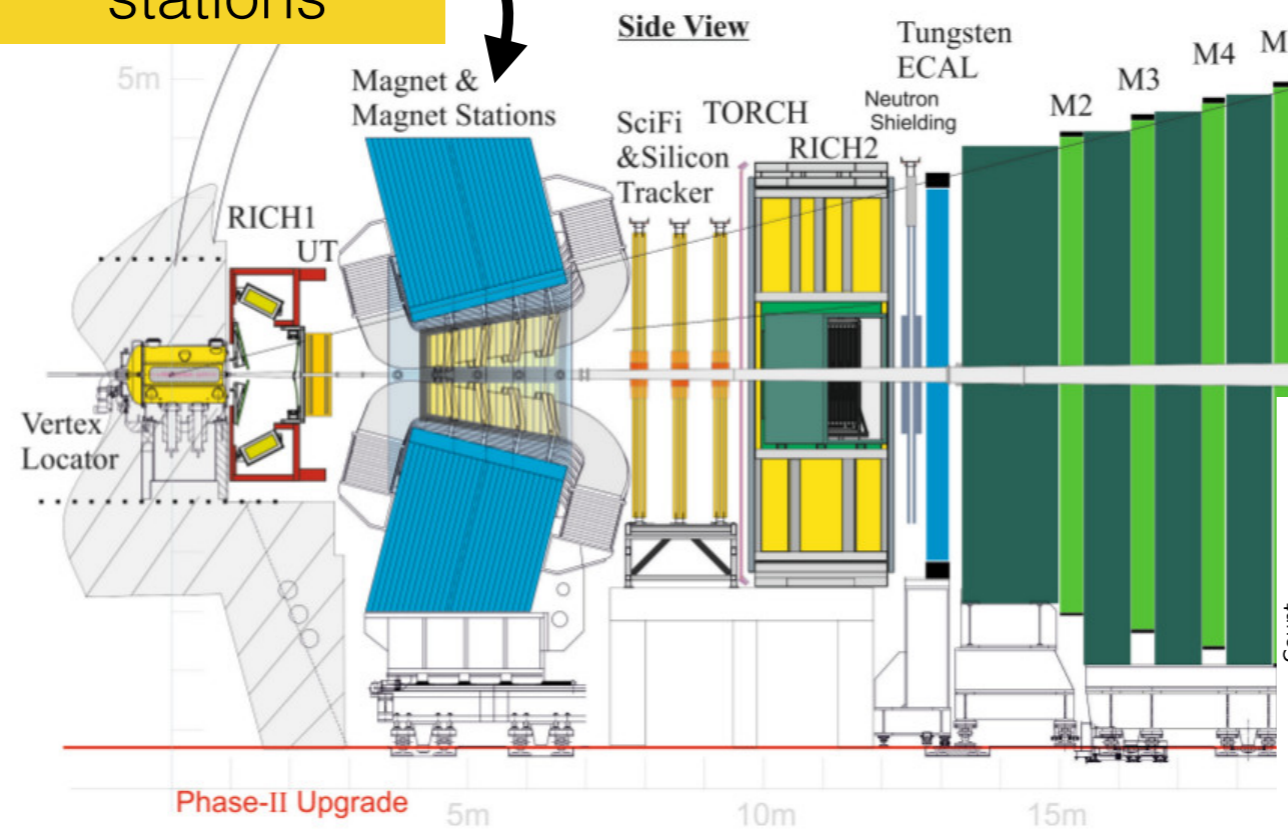 stations
Side View
Tungsten
ECAL
M4
M
5m
Magnet &
Magnet Stations
M3
Neutron
Shielding
M2
SciFi
&Silicon
Tracker
TORCH
RICH2
RICH1
UT
Vertex
Locator
Phase-II Upgrade
5m
10m
15m